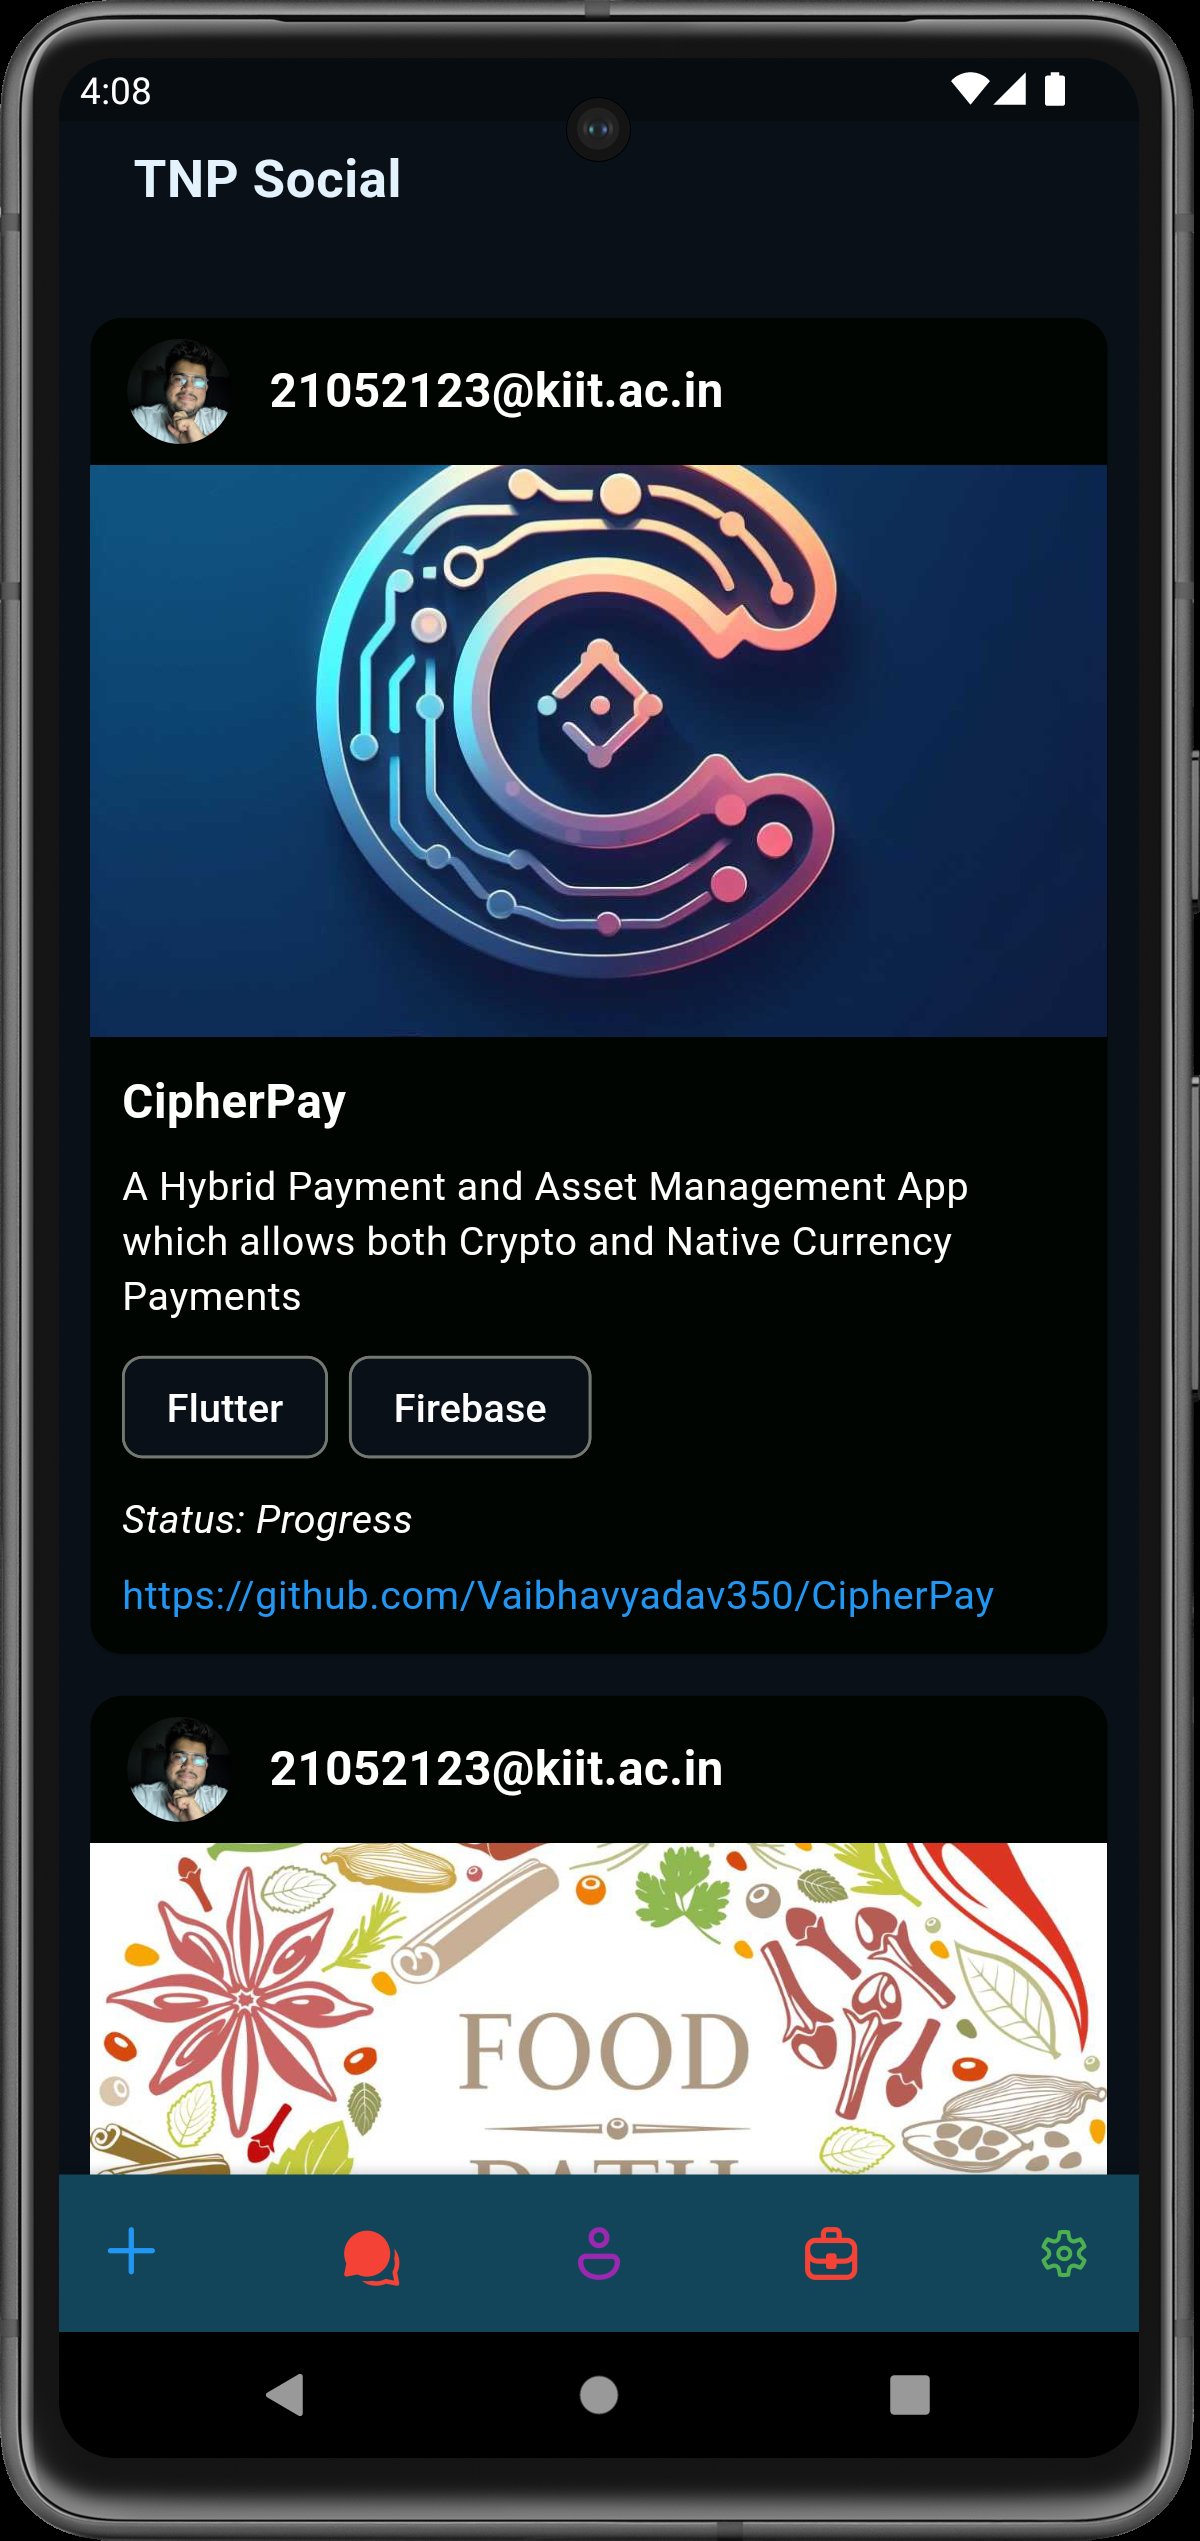 4:08
TNP Social
21052123@kiit.ac.in
CipherPay
A Hybrid Payment and Asset Management App
which allows both Crypto and Native Currency
Payments
Flutter
Firebase
Status: Progress
https://github.com/Vaibhavyadav350/CipherPay
21052123@kiit.ac.in
FOOD